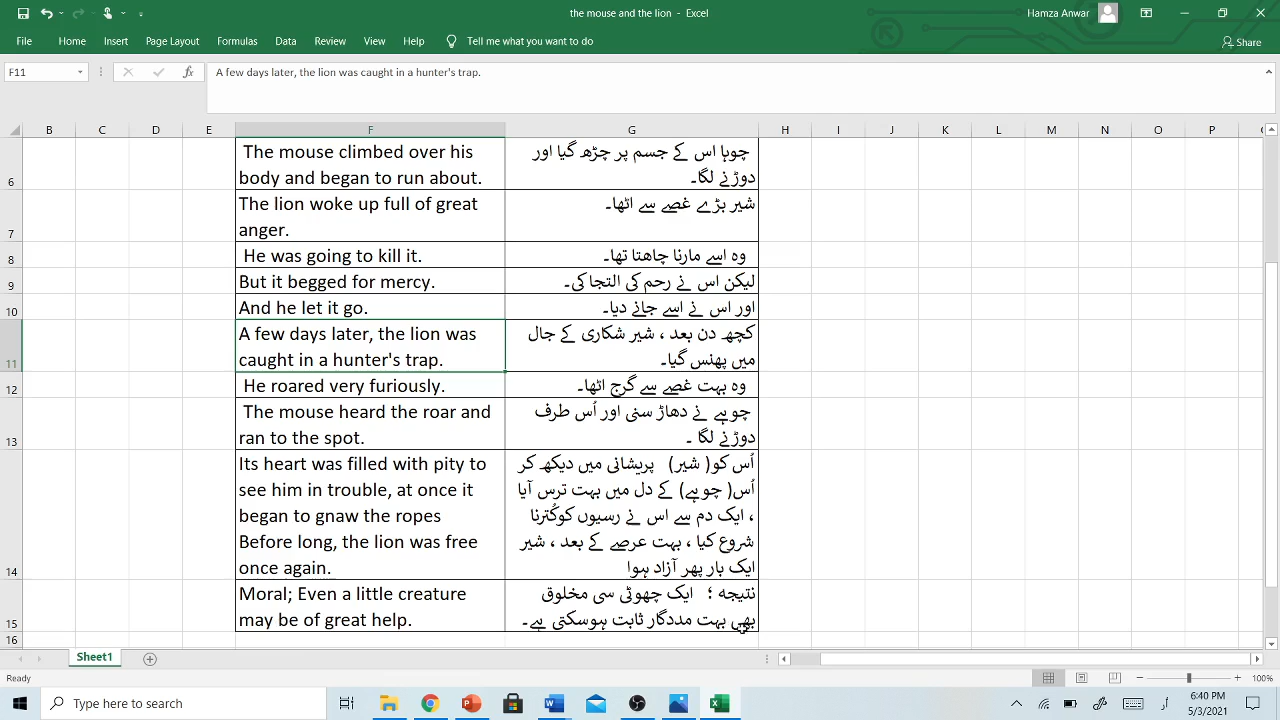 the mouse and the lion - Excel
Hamza Anwar
File Home Insert Page Layout Formulas Data Review View Help Tell me what you want to do
Share
F11
fx
A few days later, the lion was caught in a hunter's trap.
B C D E F G H I J K L M N O P
6
The mouse climbed over his
body and began to run about.
چوہا اس کے جسم پر چڑھ گیا اور
دوڑنے لگا۔
7
The lion woke up full of great
anger.
شیر بڑے غصے سے اٹھا۔
8
He was going to kill it.
وہ اسے مارنا چاھتا تھا۔
9
But it begged for mercy.
لیکن اس نے رحم کی التجا کی۔
10
And he let it go.
اور اس نے اسے جانے دیا۔
11
A few days later, the lion was
caught in a hunter's trap.
کچھ دن بعد ، شیر شکاری کے جال
میں پھنس گیا۔
12
He roared very furiously.
وہ بہت غصے سے گرج اٹھا۔
13
The mouse heard the roar and
ran to the spot.
چوہے نے دھاڑ سنی اور اُس طرف
دوڑنے لگا ۔
14
Its heart was filled with pity to
see him in trouble, at once it
began to gnaw the ropes
Before long, the lion was free
once again.
اُس کو( شیر) پریشانی میں دیکھ کر
اُس( چوہے) کے دل میں بہت ترس آیا
، ایک دم سے اس نے رسیوں کوکُترنا
شروع کیا ، بہت عرصے کے بعد ، شیر
ایک بار پھر آزاد ہوا
15
Moral; Even a little creature
may be of great help.
نتیجہ ؛ ایک چھوٹی سی مخلوق
بھی بہت مددگار ثابت ہوسکتی ہے۔
16
Sheet1
Ready
100%
Type here to search
6:40 PM
5/3/2021